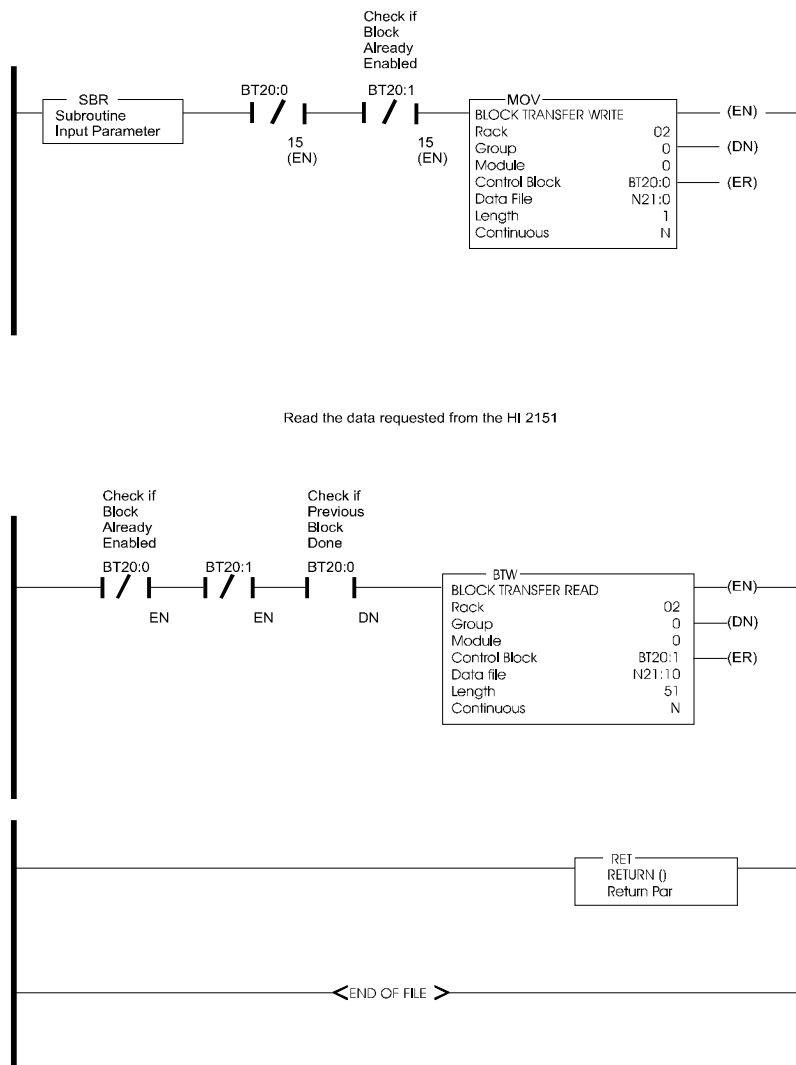 Check if
Block
Already
Enabled
SBR
Subroutine
Input Parameter
BT20:0
15
(EN)
BT20:1
15
(EN)
MOV
BLOCK TRANSFER WRITE
Rack 02
Group 0
Module 0
Control Block BT20:0
Data File N21:0
Length 1
Continuous N
(EN)
(DN)
(ER)
Read the data requested from the HI 2151
Check if
Block
Already
Enabled
BT20:0
EN
BT20:1
EN
Check if
Previous
Block
Done
BT20:0
DN
BTW
BLOCK TRANSFER READ
Rock 02
Group 0
Module 0
Control Block BT20:1
Data file N21:10
Length 51
Continuous N
(EN)
(DN)
(ER)
RET
RETURN ()
Return Par
<END OF FILE >